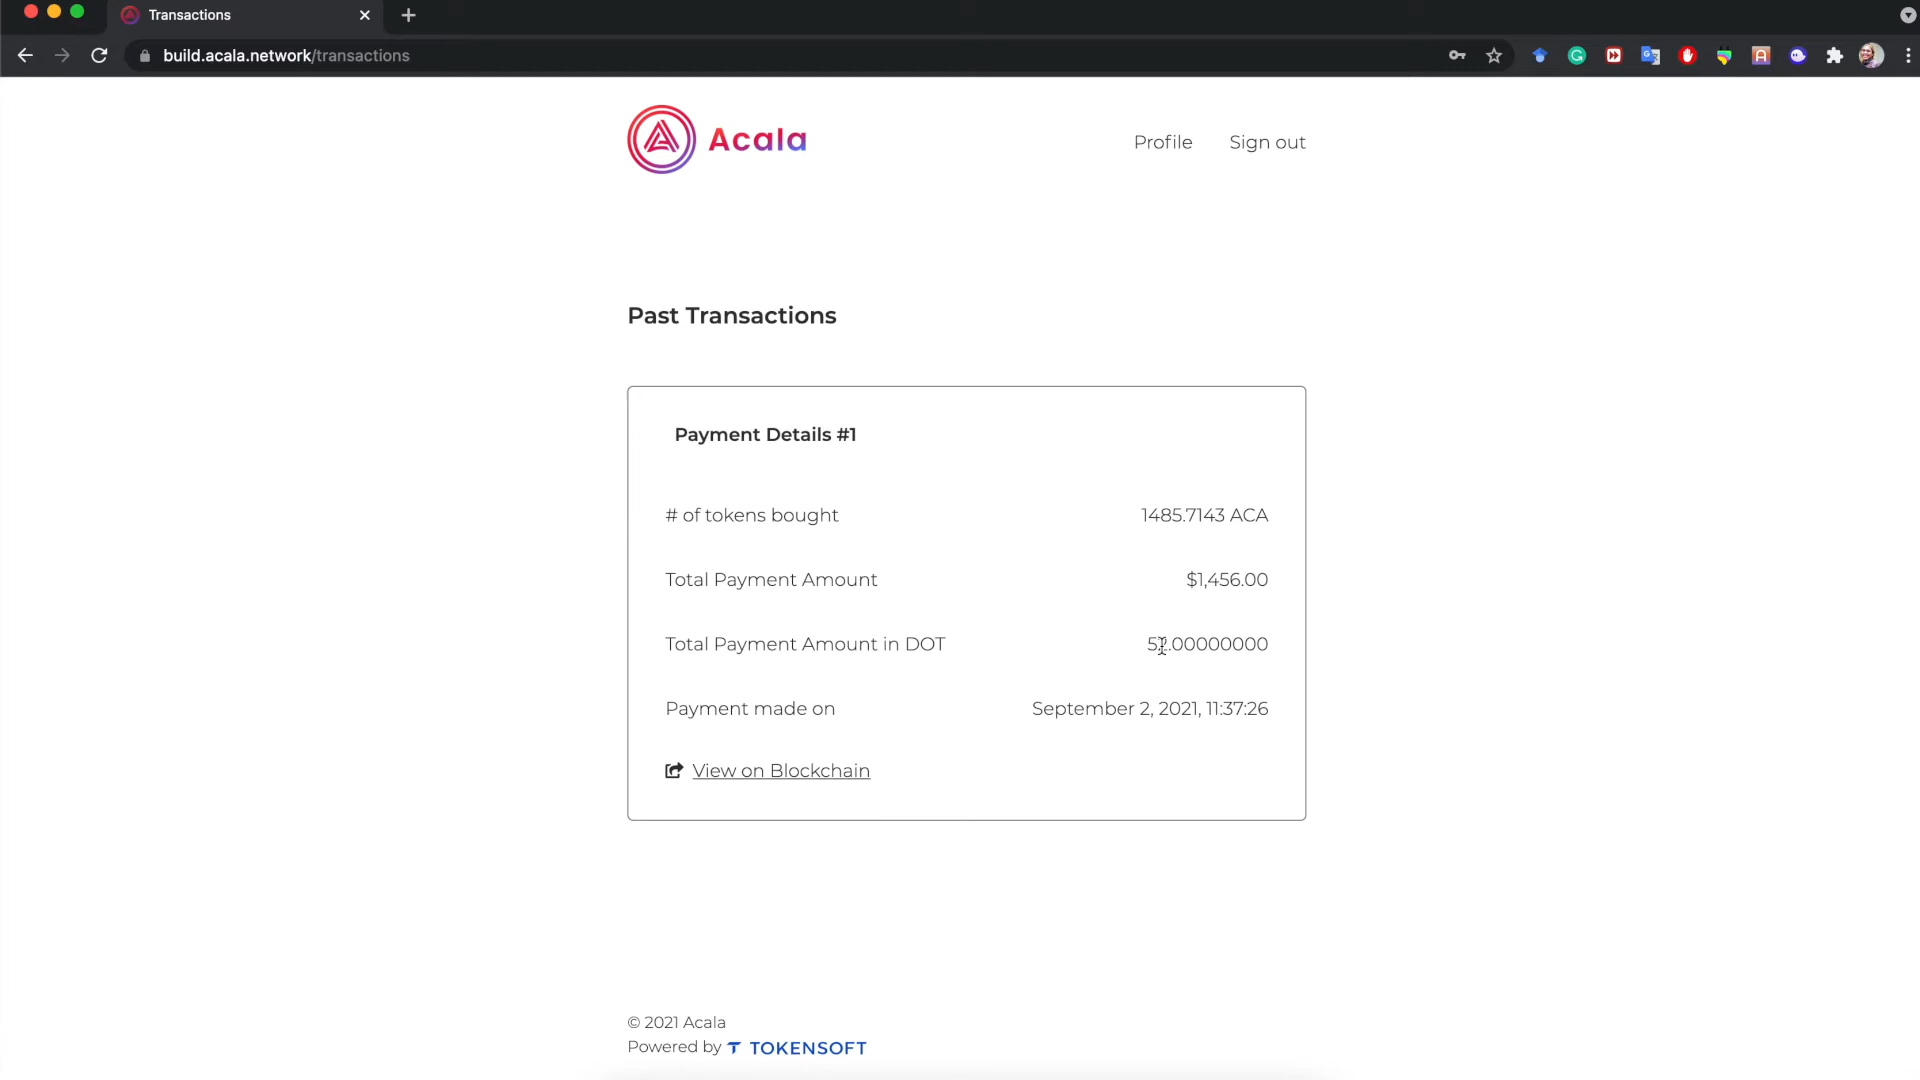 Transactions
build.acala.network/transactions
Acala
Profile
Sign out
Past Transactions
Payment Details #1
# of tokens bought
1485.7143 ACA
Total Payment Amount
$1,456.00
Total Payment Amount in DOT
52.00000000
Payment made on
September 2, 2021, 11:37:26
View on Blockchain
© 2021 Acala
Powered by TOKENSOFT